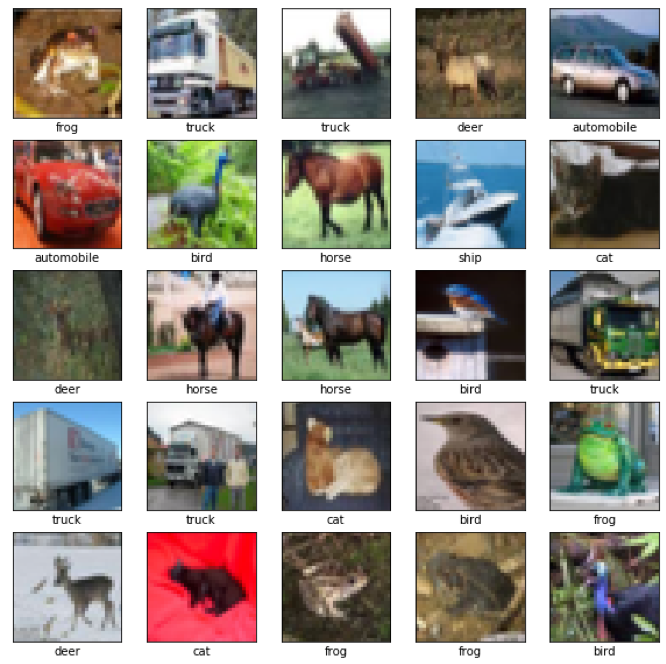 frog truck truck deer automobile
automobile bird horse ship cat
deer horse horse bird truck
truck truck cat bird frog
deer cat frog frog bird